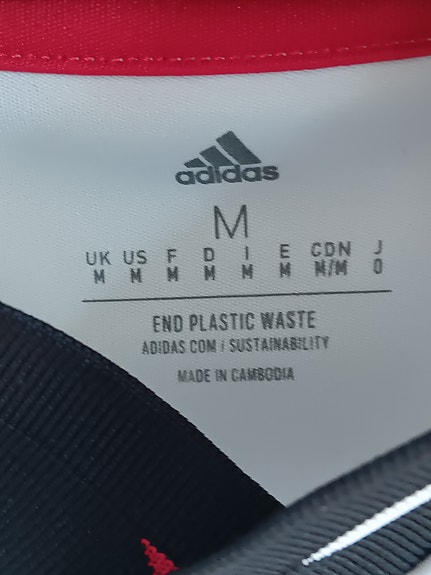 adidas
M
UK US F D I E CDN J
M M M M M M M/M O
END PLASTIC WASTE
ADIDAS.COM / SUSTAINABILITY
MADE IN CAMBODIA